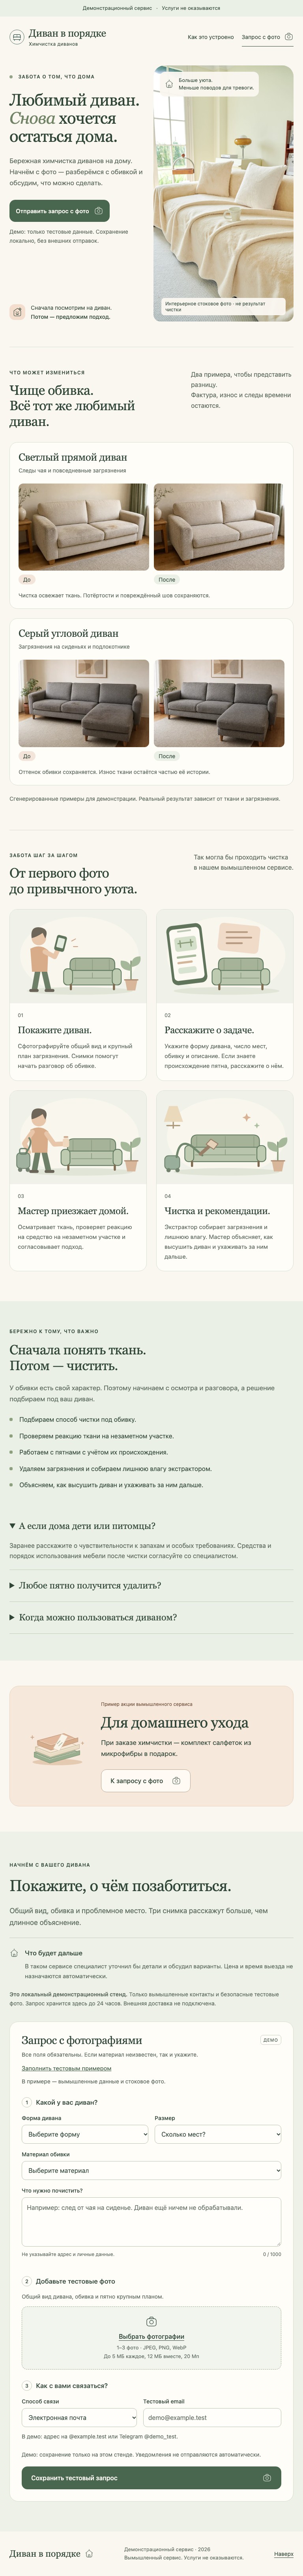 Демонстрационный сервис · Услуги не оказываются
Диван в порядке
Химчистка диванов
Как это устроено
Запрос с фото
ЗАБОТА О ТОМ, ЧТО ДОМА
Любимый диван.
Снова хочется
остаться дома.
Бережная химчистка диванов на дому.
Начнём с фото — разберёмся с обивкой и
обсудим, что можно сделать.
Отправить запрос с фото
Демо: только тестовые данные. Сохранение
локально, без внешних отправок.
Сначала посмотрим на диван.
Потом — предложим подход.
Больше уюта.
Меньше поводов для тревоги.
Интерьерное стоковое фото · не результат
чистки
ЧТО МОЖЕТ ИЗМЕНИТЬСЯ
Чище обивка.
Всё тот же любимый
диван.
Два примера, чтобы представить
разницу.
Фактура, износ и следы времени
остаются.
Светлый прямой диван
Следы чая и повседневные загрязнения
До
После
Чистка освежает ткань. Потёртости и повреждённый шов сохраняются.
Серый угловой диван
Загрязнения на сиденьях и подлокотнике
До
После
Оттенок обивки сохраняется. Износ ткани остаётся частью её истории.
Сгенерированные примеры для демонстрации. Реальный результат зависит от ткани и загрязнения.
ЗАБОТА ШАГ ЗА ШАГОМ
От первого фото
до привычного уюта.
Так могла бы проходить чистка
в нашем вымышленном сервисе.
01
Покажите диван.
Сфотографируйте общий вид и крупный
план загрязнения. Снимки помогут
начать разговор об обивке.
02
Расскажите о задаче.
Укажите форму дивана, число мест,
обивку и описание. Если знаете
происхождение пятна, расскажите о нём.
03
Мастер приезжает домой.
Осматривает ткань, проверяет реакцию
на средство на незаметном участке и
согласовывает подход.
04
Чистка и рекомендации.
Экстрактор собирает загрязнения и
лишнюю влагу. Мастер объясняет, как
высушить диван и ухаживать за ним
дальше.
БЕРЕЖНО К ТОМУ, ЧТО ВАЖНО
Сначала понять ткань.
Потом — чистить.
У обивки есть свой характер. Поэтому начинаем с осмотра и разговора, а решение
подбираем под ваш диван.
Подбираем способ чистки под обивку.
Проверяем реакцию ткани на незаметном участке.
Работаем с пятнами с учётом их происхождения.
Удаляем загрязнения и собираем лишнюю влагу экстрактором.
Объясняем, как высушить диван и ухаживать за ним дальше.
А если дома дети или питомцы?
Заранее расскажите о чувствительности к запахам и особых требованиях. Средства и
порядок использования мебели после чистки согласуйте со специалистом.
Любое пятно получится удалить?
Когда можно пользоваться диваном?
Пример акции вымышленного сервиса
Для домашнего ухода
При заказе химчистки — комплект салфеток из
микрофибры в подарок.
К запросу с фото
НАЧНЁМ С ВАШЕГО ДИВАНА
Покажите, о чём позаботиться.
Общий вид, обивка и проблемное место. Три снимка расскажут больше, чем
длинное объяснение.
Что будет дальше
В таком сервисе специалист уточнил бы детали и обсудил варианты. Цена и время выезда не
назначаются автоматически.
Это локальный демонстрационный стенд. Только вымышленные контакты и безопасные тестовые
фото. Запрос хранится здесь до 24 часов. Внешняя доставка не подключена.
Запрос с фотографиями
ДЕМО
Все поля обязательны. Если материал неизвестен, так и укажите.
Заполнить тестовым примером
В примере — вымышленные данные и стоковое фото.
1 Какой у вас диван?
Форма дивана
Размер
Выберите форму
Сколько мест?
Материал обивки
Выберите материал
Что нужно почистить?
Например: след от чая на сиденье. Диван ещё ничем не обрабатывали.
Не указывайте адрес и личные данные.
0 / 1000
2 Добавьте тестовые фото
Общий вид дивана, обивка и пятно крупным планом.
Выбрать фотографии
1–3 фото · JPEG, PNG, WebP
До 5 МБ каждое, 12 МБ вместе, 20 Мп
3 Как с вами связаться?
Способ связи
Тестовый email
Электронная почта
demo@example.test
В демо: адрес на @example.test или Telegram @demo_test.
Демо: сохранение только на этом стенде. Уведомления не отправляются автоматически.
Сохранить тестовый запрос
Диван в порядке
Демонстрационный сервис · 2026
Вымышленный сервис. Услуги не оказываются.
Наверх